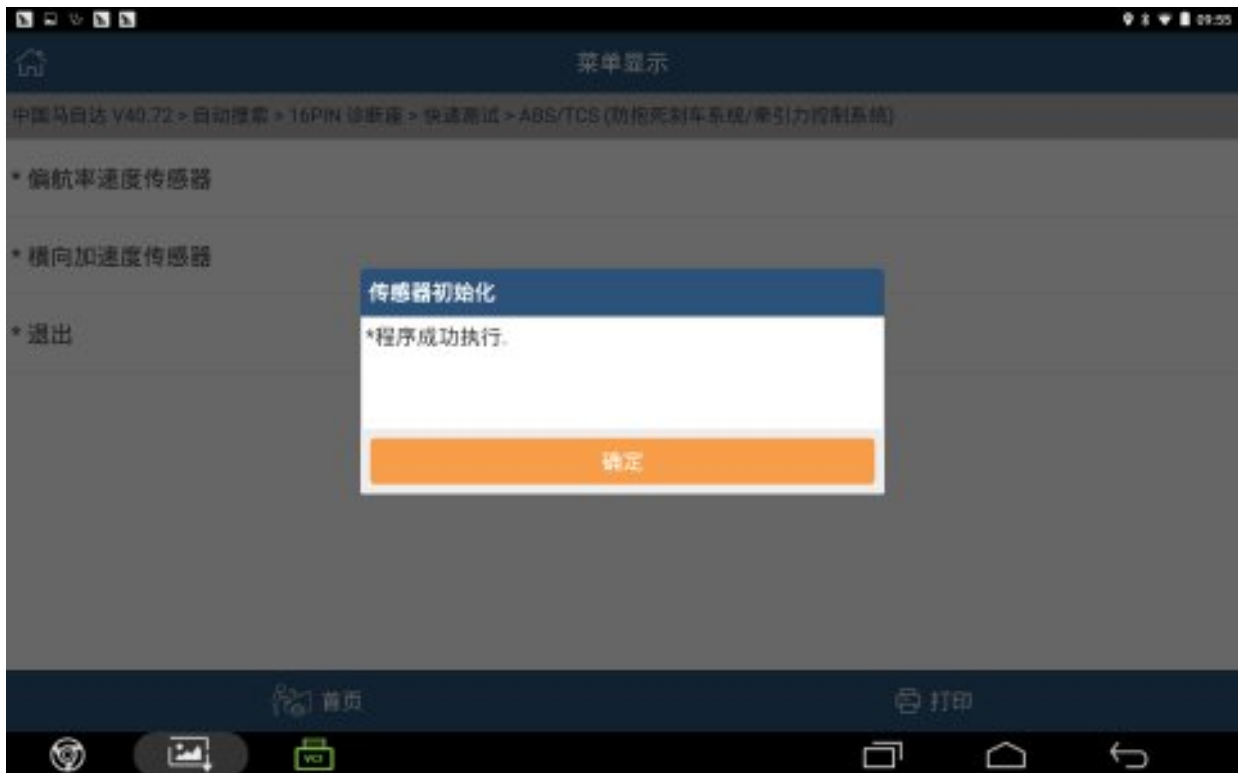 09:55
菜单显示
中国马自达 V40.72 > 自动搜索 > 16PIN 诊断座 > 快速测试 > ABS/TCS (防抱死刹车系统/牵引力控制系统)
* 偏航率速度传感器
* 横向加速度传感器
* 退出
传感器初始化
*程序成功执行.
确定
首页
打印
VCI